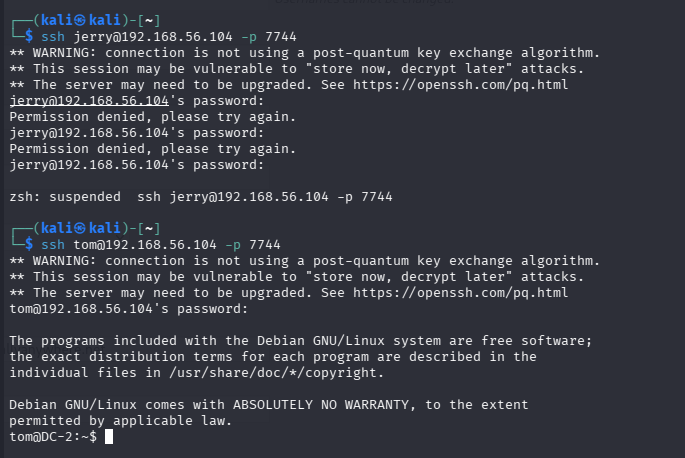 ┌──(kali㉿kali)-[~]
└─$ ssh jerry@192.168.56.104 -p 7744
** WARNING: connection is not using a post-quantum key exchange algorithm.
** This session may be vulnerable to "store now, decrypt later" attacks.
** The server may need to be upgraded. See https://openssh.com/pq.html
jerry@192.168.56.104's password:
Permission denied, please try again.
jerry@192.168.56.104's password:
Permission denied, please try again.
jerry@192.168.56.104's password:

zsh: suspended  ssh jerry@192.168.56.104 -p 7744

┌──(kali㉿kali)-[~]
└─$ ssh tom@192.168.56.104 -p 7744
** WARNING: connection is not using a post-quantum key exchange algorithm.
** This session may be vulnerable to "store now, decrypt later" attacks.
** The server may need to be upgraded. See https://openssh.com/pq.html
tom@192.168.56.104's password:

The programs included with the Debian GNU/Linux system are free software;
the exact distribution terms for each program are described in the
individual files in /usr/share/doc/*/copyright.

Debian GNU/Linux comes with ABSOLUTELY NO WARRANTY, to the extent
permitted by applicable law.
tom@DC-2:~$